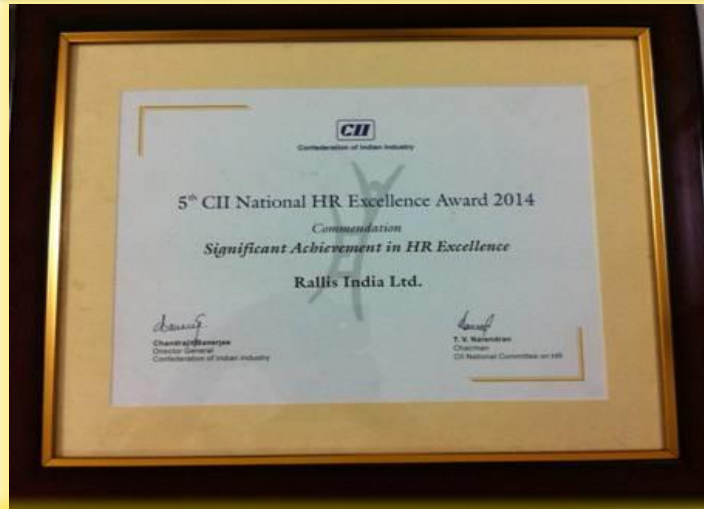 CII
Confederation of Indian Industry
5th CII National HR Excellence Award 2014
Commendation
Significant Achievement in HR Excellence
Rallis India Ltd.
Chandrajit Banerjee
Director General
Confederation of Indian Industry
T. V. Narendran
Chairman
CII National Committee on HR